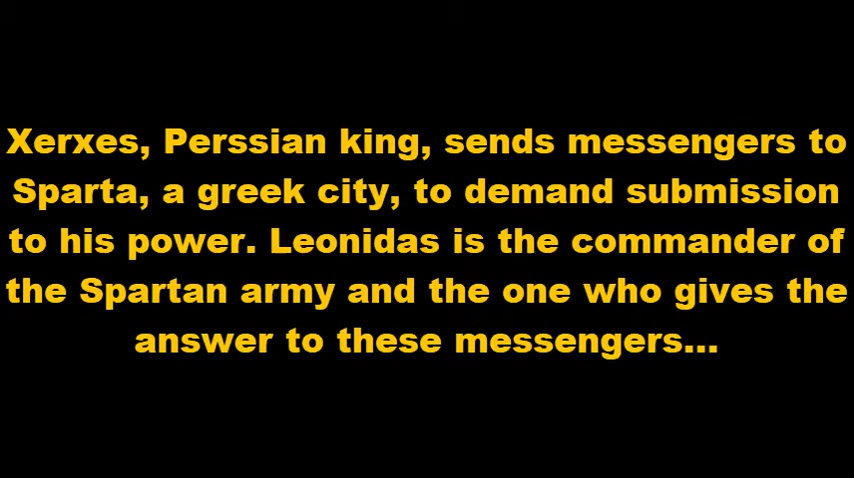 Xerxes, Perssian king, sends messengers to
Sparta, a greek city, to demand submission
to his power. Leonidas is the commander of
the Spartan army and the one who gives the
answer to these messengers...